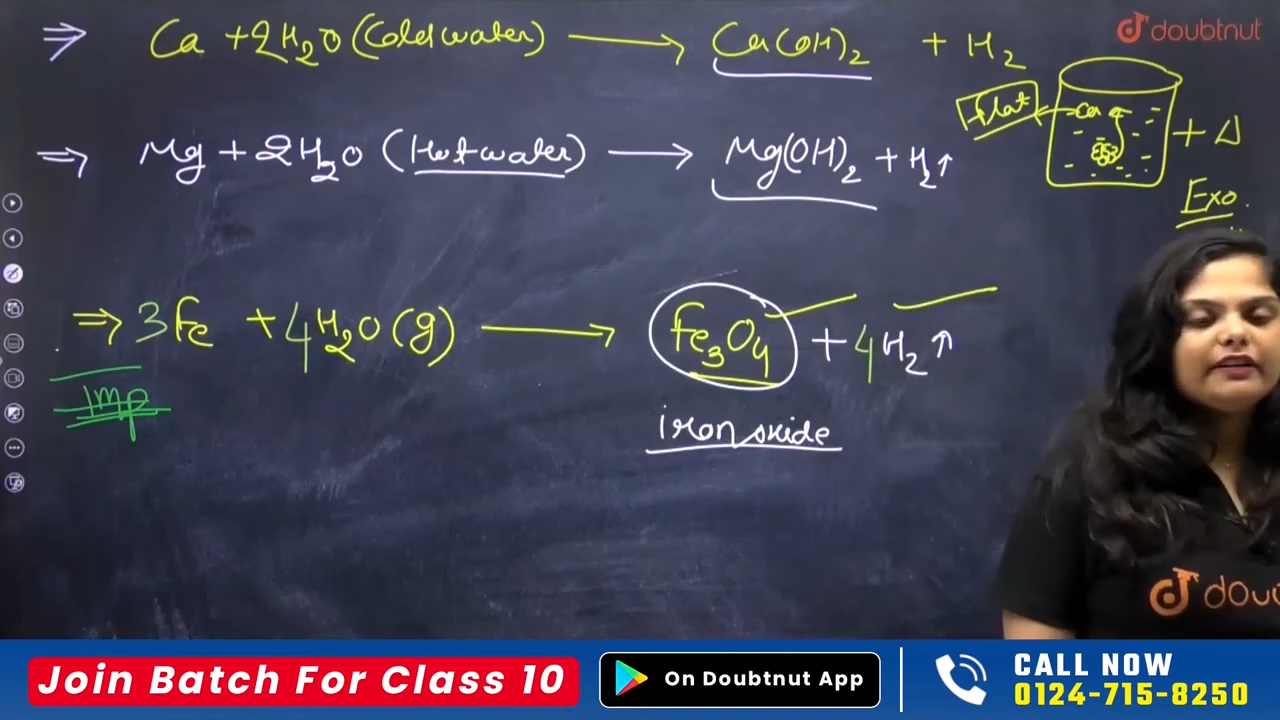 doubtnut
⇒ Ca + 2H₂O (Cold water) ⟶ Ca(OH)₂ + H₂
float ← Ca
+ Δ
Exo.
⇒ Mg + 2H₂O (Hot water) ⟶ Mg(OH)₂ + H₂↑
⇒ 3Fe + 4H₂O(g) ⟶ Fe₃O₄ + 4H₂↑
Imp
iron oxide
doub
Join Batch For Class 10
On Doubtnut App
CALL NOW
0124-715-8250